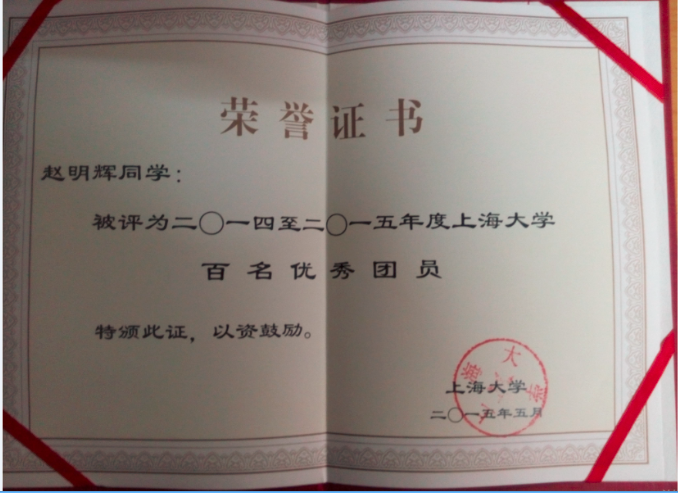 荣誉证书
赵明辉同学：
被评为二〇一四至二〇一五年度上海大学
百名优秀团员
特颁此证，以资鼓励。
上海大学
二〇一五年五月